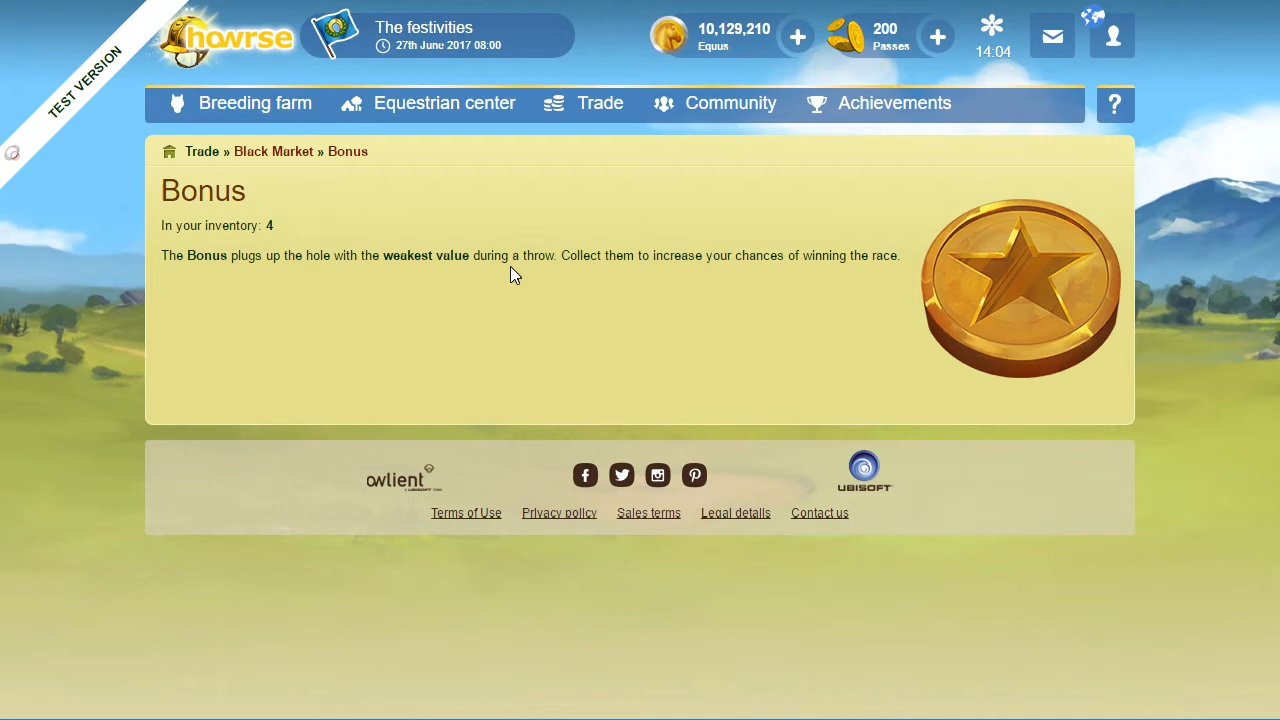 TEST VERSION
howrse
The festivities
27th June 2017 08:00
10,129,210
Equus
200
Passes
14:04
Breeding farm
Equestrian center
Trade
Community
Achievements
?
Trade » Black Market » Bonus
Bonus
In your inventory: 4
The Bonus plugs up the hole with the weakest value during a throw. Collect them to increase your chances of winning the race.
owlient
UBISOFT
Terms of Use
Privacy policy
Sales terms
Legal details
Contact us